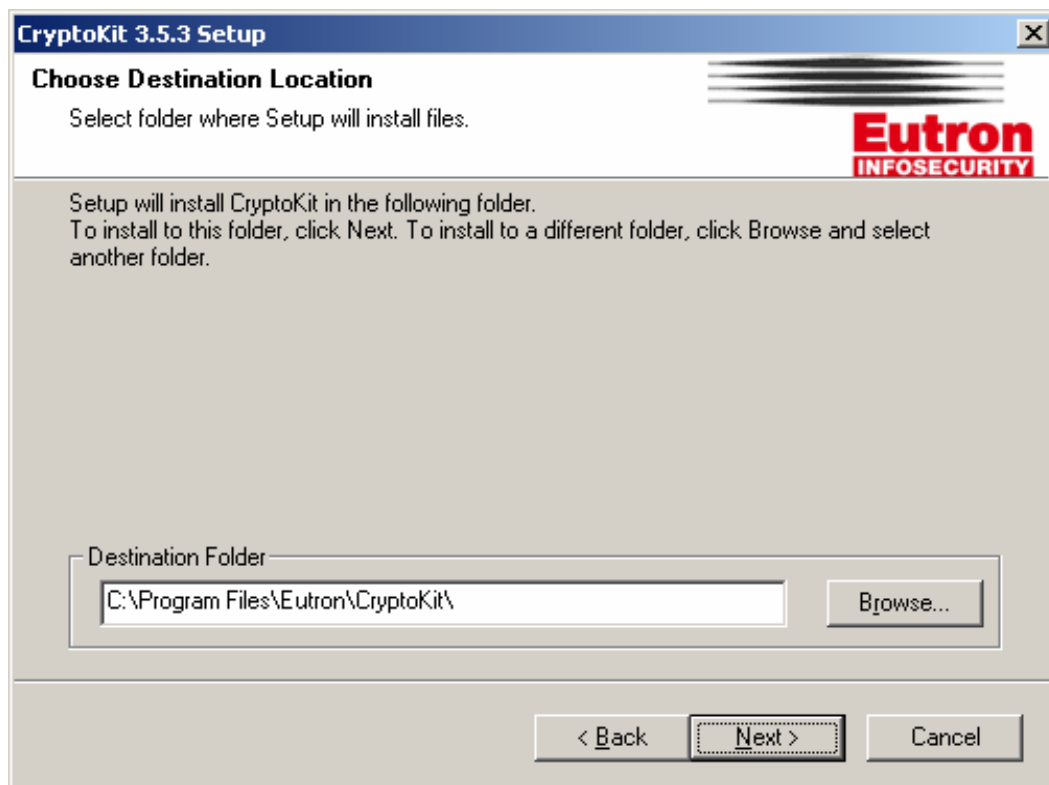 CryptoKit 3.5.3 Setup
Choose Destination Location
Select folder where Setup will install files.
Eutron
INFOSECURITY
Setup will install CryptoKit in the following folder.
To install to this folder, click Next. To install to a different folder, click Browse and select
another folder.
Destination Folder
C:\Program Files\Eutron\CryptoKit\
Browse...
< Back
Next >
Cancel